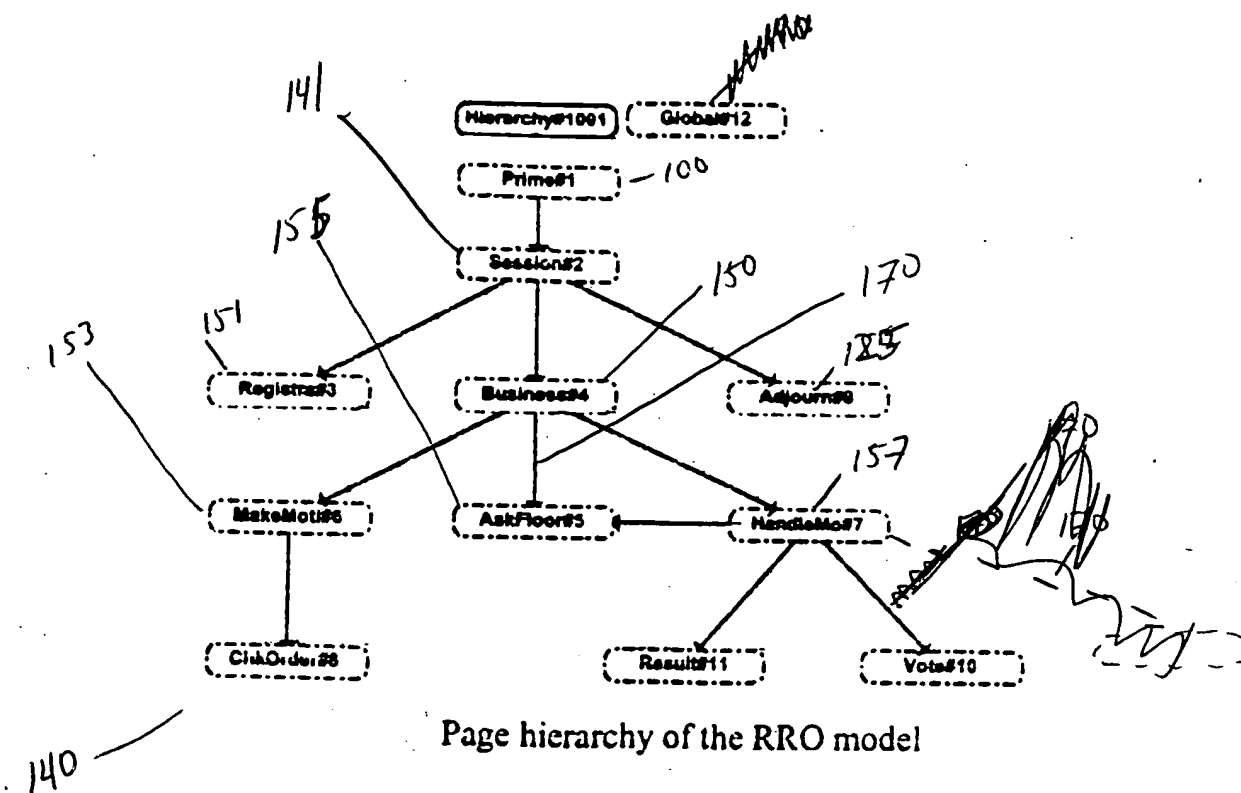 141
Hierarchy#1001 Global#12
Prime#1 100
155
Session#2
150 170
151 185
153
Registra#3 Business#4 Adjourn#9
157
MakeMoti#6 AskFloor#5 HandleMo#7
ChkOrder#8 Result#11 Vote#10
Page hierarchy of the RRO model
140